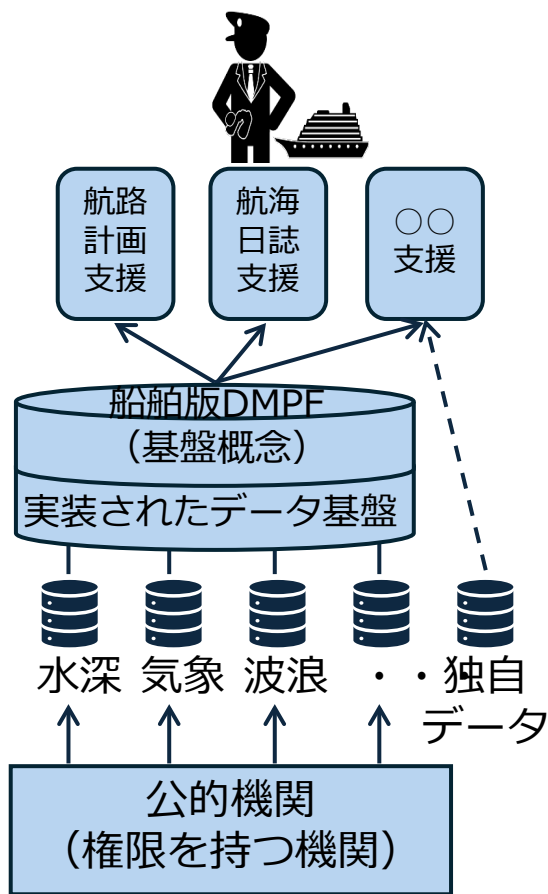 航路
計画
支援
航海
日誌
支援
○○
支援
船舶版DMPF
（基盤概念）
実装されたデータ基盤
水深
気象
波浪
・・
独自
データ
公的機関
（権限を持つ機関）